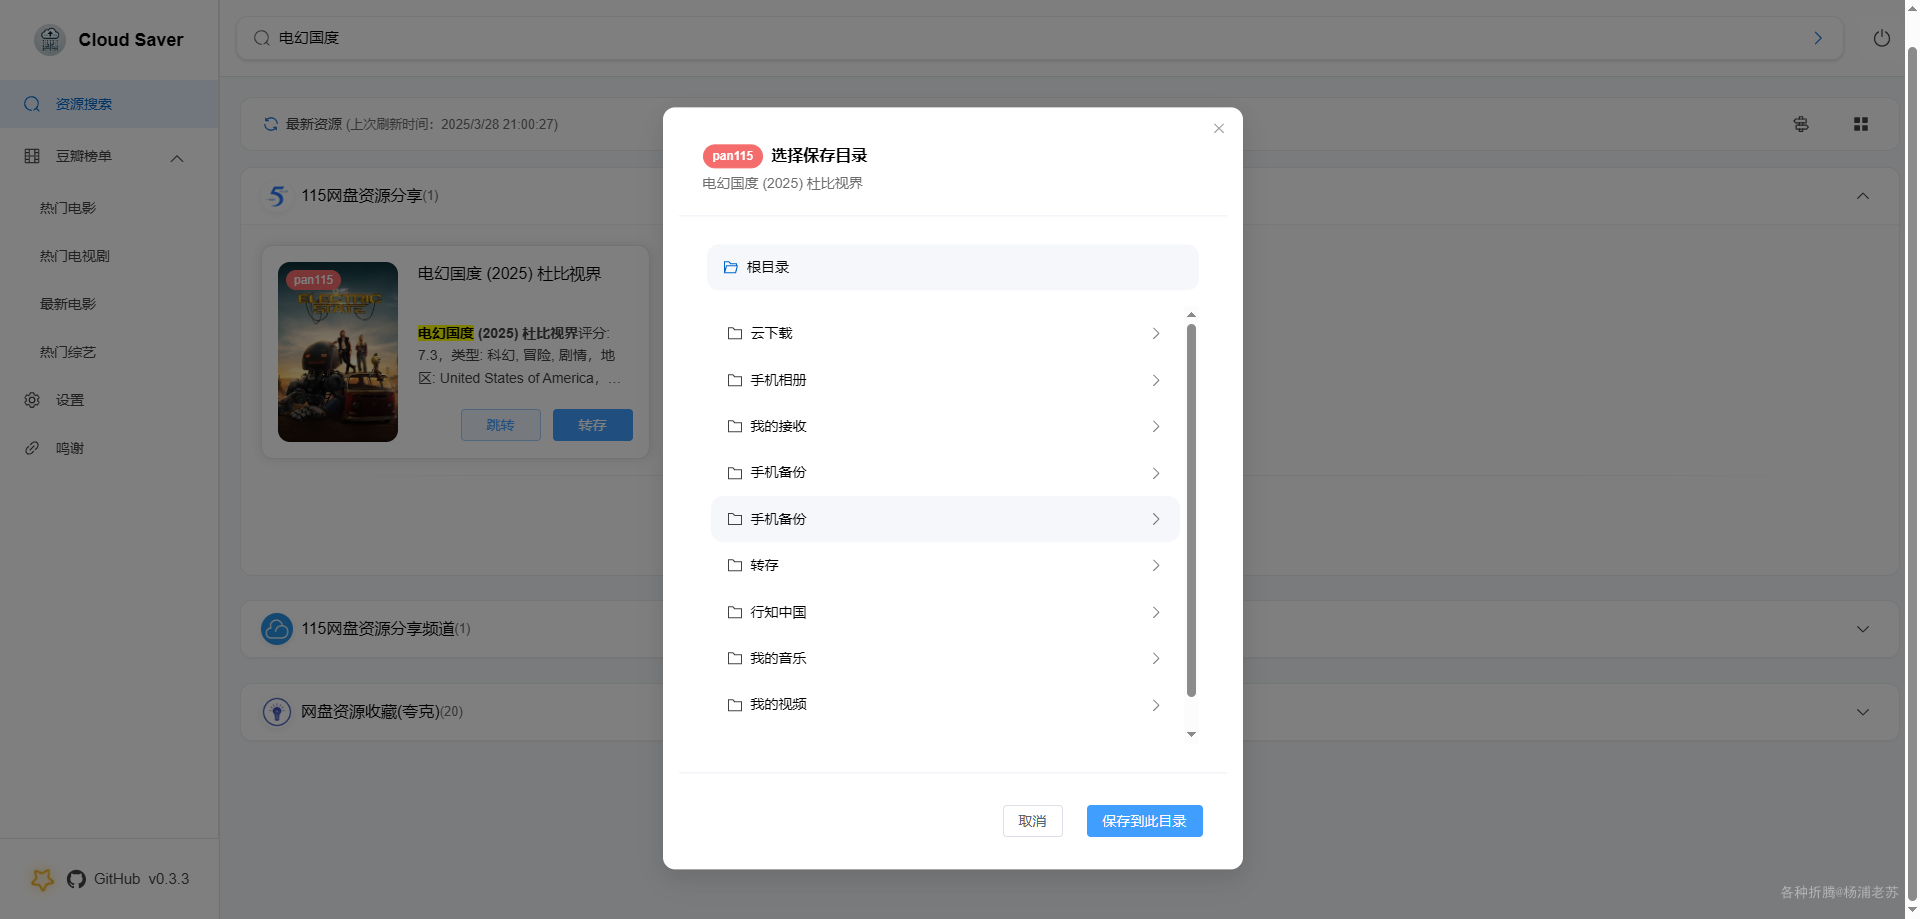 Cloud Saver
电幻国度
资源搜索
豆瓣榜单
热门电影
热门电视剧
最新电影
热门综艺
设置
鸣谢
GitHub v0.3.3
最新资源 (上次刷新时间：2025/3/28 21:00:27)
115网盘资源分享(1)
pan115
ELECTRIC
STATE
电幻国度 (2025) 杜比视界
电幻国度 (2025) 杜比视界评分:
7.3，类型: 科幻, 冒险, 剧情，地
区: United States of America，…
跳转
转存
115网盘资源分享频道(1)
网盘资源收藏(夸克)(20)
pan115 选择保存目录
电幻国度 (2025) 杜比视界
根目录
云下载
手机相册
我的接收
手机备份
手机备份
转存
行知中国
我的音乐
我的视频
取消
保存到此目录
各种折腾@杨浦老苏